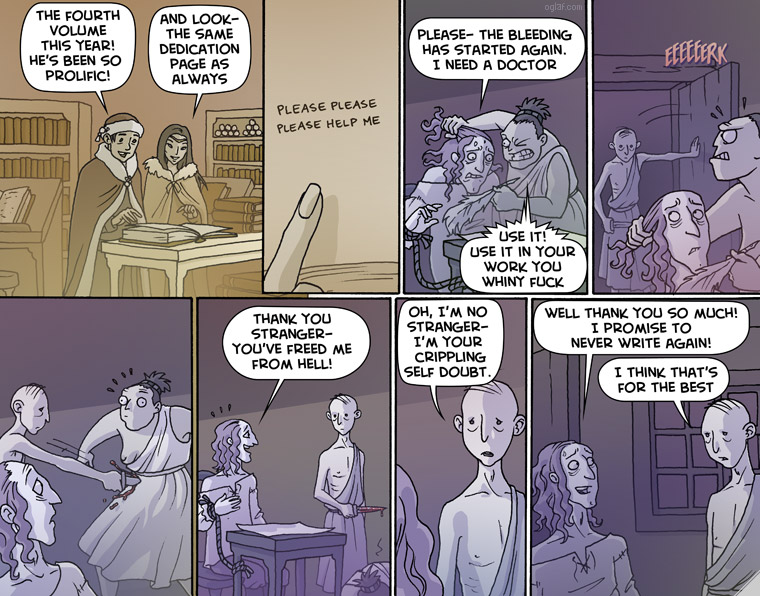 oglaf.com
THE FOURTH
VOLUME
THIS YEAR!
HE'S BEEN SO
PROLIFIC!
AND LOOK-
THE SAME
DEDICATION
PAGE AS
ALWAYS
PLEASE PLEASE
PLEASE HELP ME
PLEASE- THE BLEEDING
HAS STARTED AGAIN.
I NEED A DOCTOR
USE IT!
USE IT IN YOUR
WORK YOU
WHINY FUCK
EEEEEERK
THANK YOU
STRANGER-
YOU'VE FREED ME
FROM HELL!
OH, I'M NO
STRANGER-
I'M YOUR
CRIPPLING
SELF DOUBT.
WELL THANK YOU SO MUCH!
I PROMISE TO
NEVER WRITE AGAIN!
I THINK THAT'S
FOR THE BEST